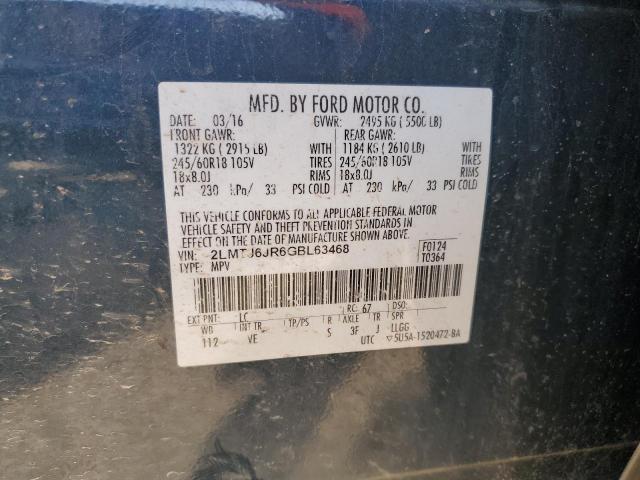 MFD. BY FORD MOTOR CO.
DATE: 03/16 GVWR: 2495 KG ( 5500 LB)
FRONT GAWR: REAR GAWR:
1322 KG ( 2915 LB) WITH 1184 KG ( 2610 LB) WITH
245/60R18 105V TIRES 245/60R18 105V TIRES
18x8.0J RIMS 18x8.0J RIMS
AT 230 kPa/ 33 PSI COLD AT 230 kPa/ 33 PSI COLD
THIS VEHICLE CONFORMS TO ALL APPLICABLE FEDERAL MOTOR
VEHICLE SAFETY AND THEFT PREVENTION STANDARDS IN
EFFECT ON THE DATE OF MANUFACTURE SHOWN ABOVE.
VIN: 2LMTJ6JR6GBL63468 F0124
TYPE: MPV T0364
EXT PNT: LC RC: 67 DSO:
WB INT TR TP/PS R AXLE TR SPR
112 VE S 3F J LLGG
UTC ▽5U5A-1520472-BA